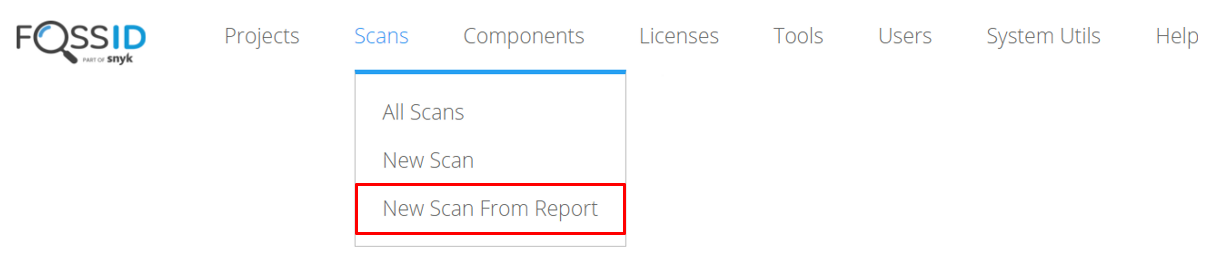 FOSSID PART OF snyk
Projects Scans Components Licenses Tools Users System Utils Help
All Scans
New Scan
New Scan From Report